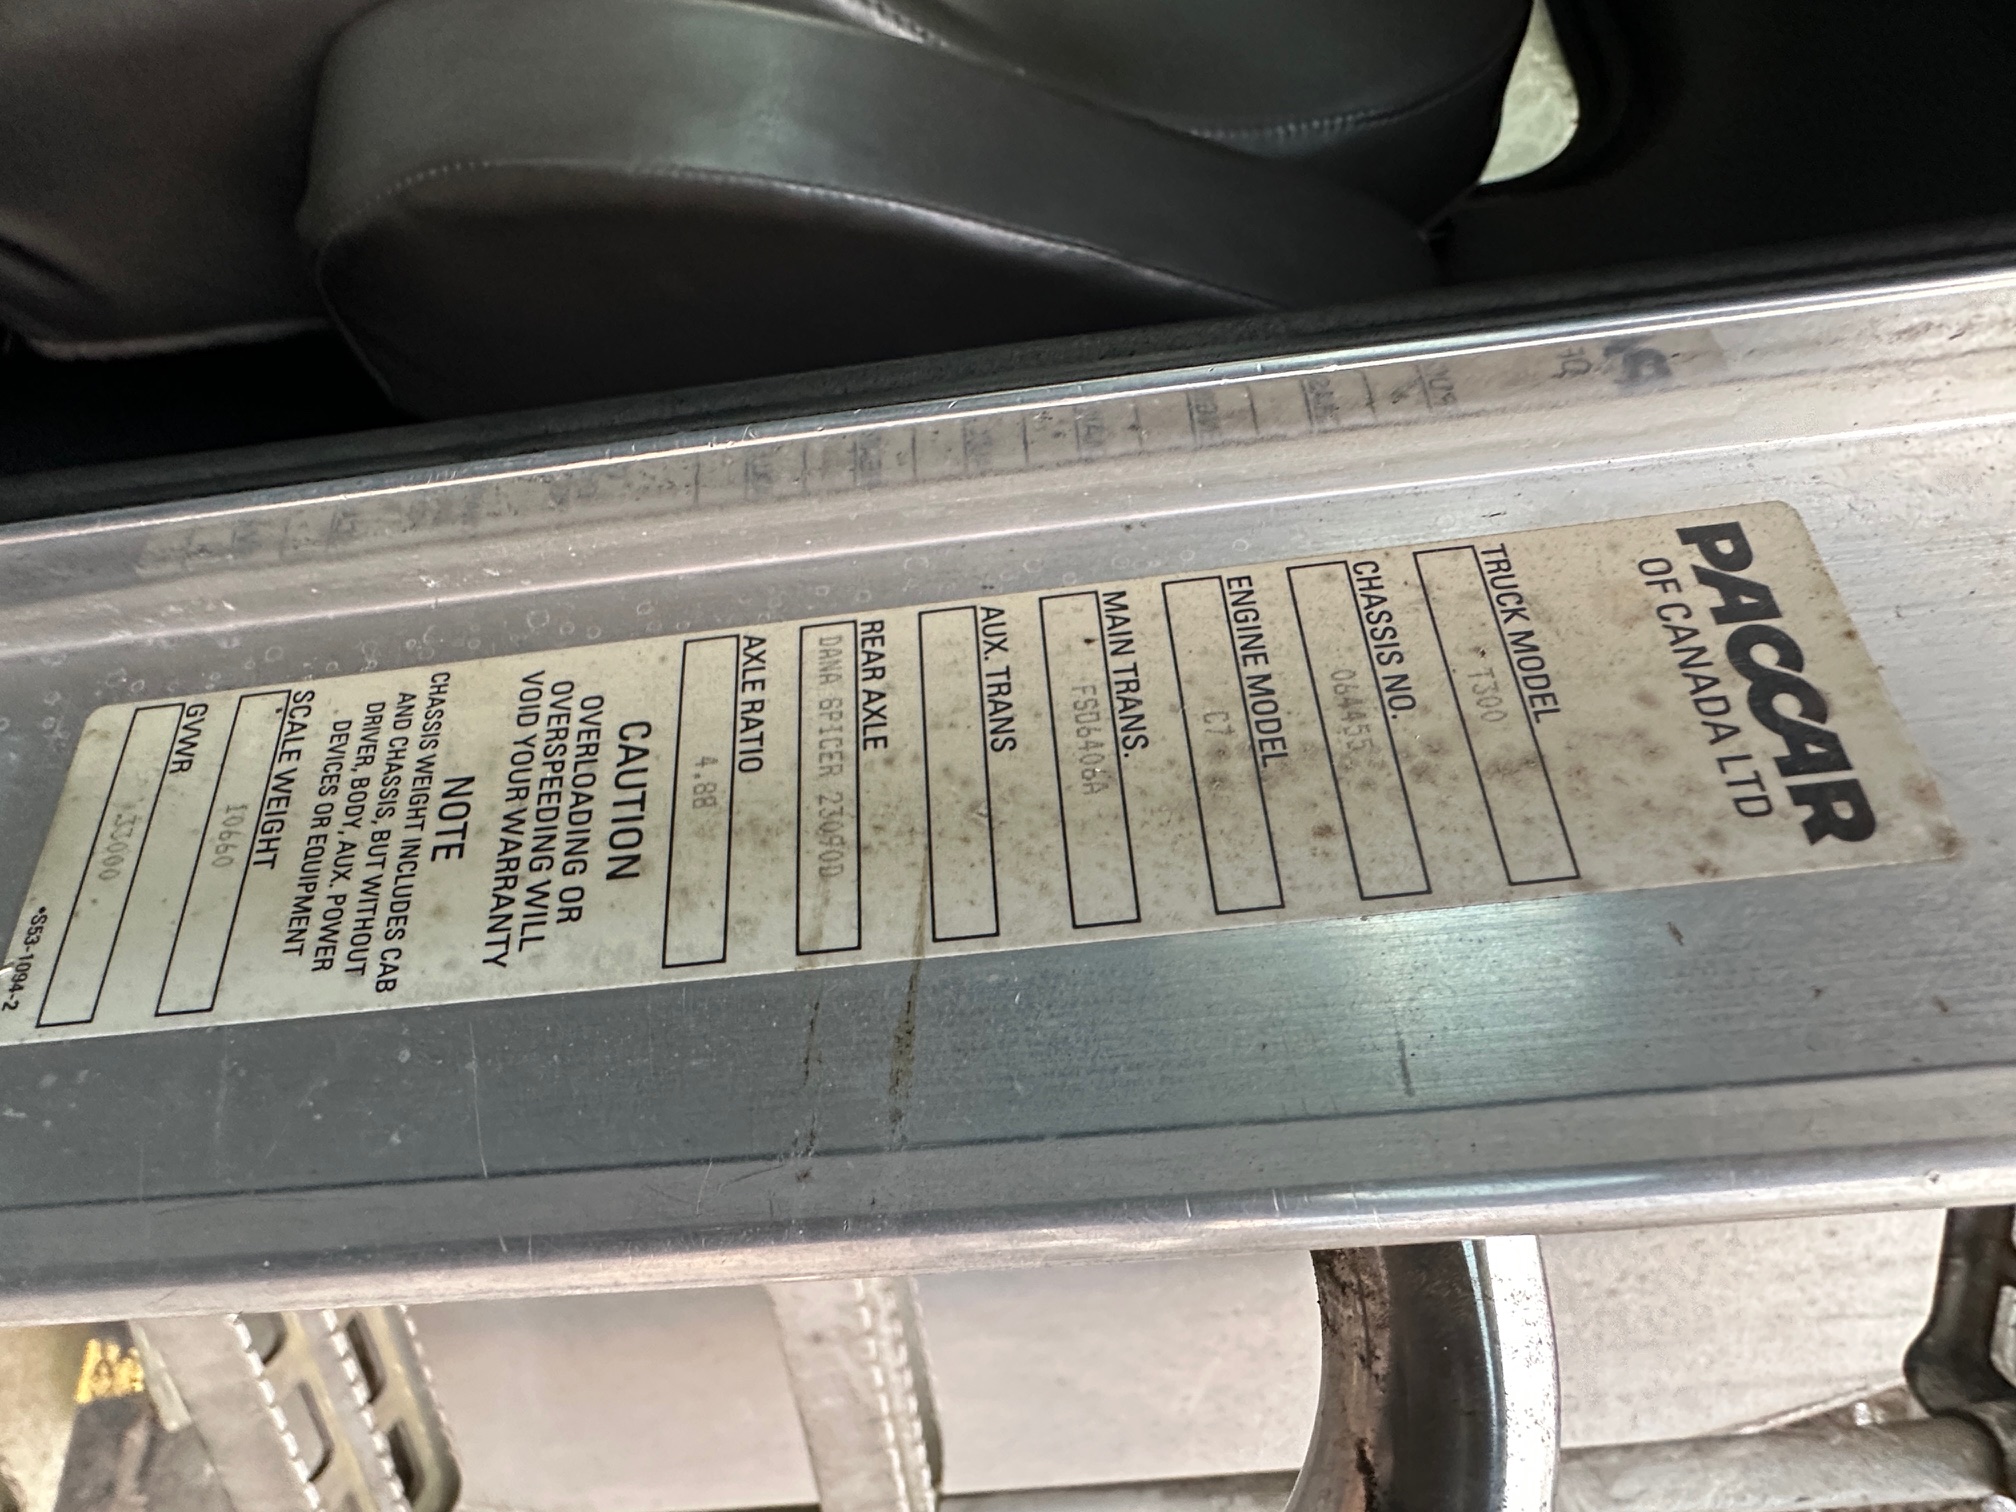 PACCAR
OF CANADA LTD
TRUCK MODEL
T300
CHASSIS NO.
064455
ENGINE MODEL
C7
MAIN TRANS.
FSD6406A
AUX. TRANS
REAR AXLE
DANA SPICER 23090D
AXLE RATIO
4.88
CAUTION
OVERLOADING OR
OVERSPEEDING WILL
VOID YOUR WARRANTY
NOTE
CHASSIS WEIGHT INCLUDES CAB
AND CHASSIS, BUT WITHOUT
DRIVER, BODY, AUX. POWER
DEVICES OR EQUIPMENT
SCALE WEIGHT
10660
GVWR
33000
•S53-1094-2